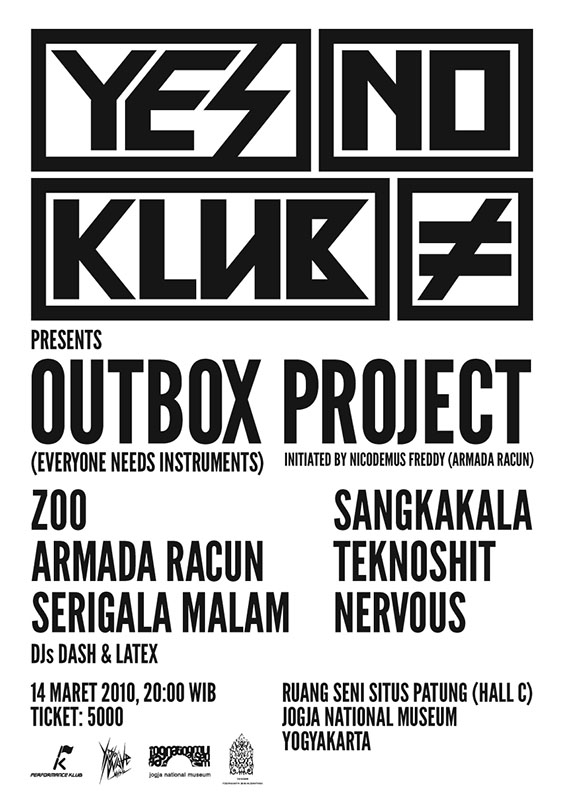 YES NO
KLUB ≠
PRESENTS
OUTBOX PROJECT
(EVERYONE NEEDS INSTRUMENTS)
INITIATED BY NICODEMUS FREDDY (ARMADA RACUN)
ZOO
ARMADA RACUN
SERIGALA MALAM
SANGKAKALA
TEKNOSHIT
NERVOUS
DJs DASH & LATEX
14 MARET 2010, 20:00 WIB
TICKET: 5000
RUANG SENI SITUS PATUNG (HALL C)
JOGJA NATIONAL MUSEUM
YOGYAKARTA
PERFORMANCE KLUB
jogja national museum